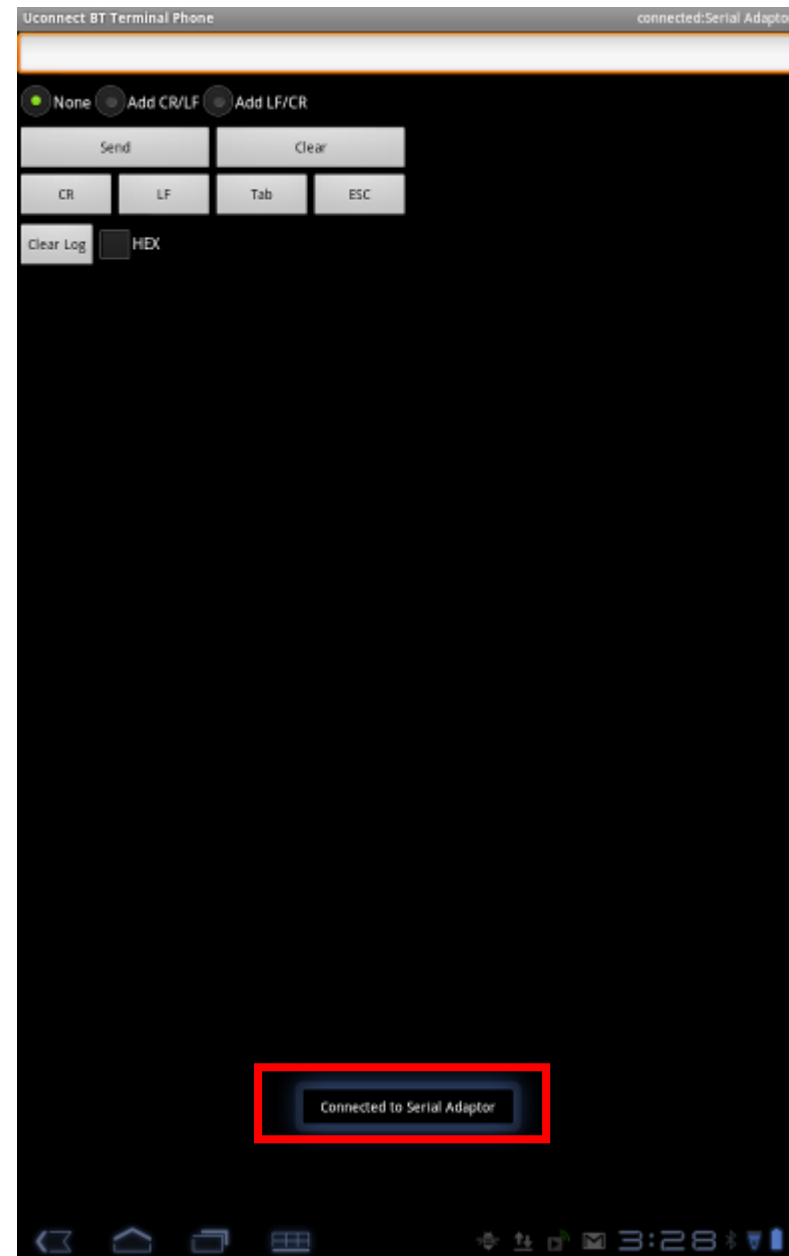 Uconnect BT Terminal Phone connected:Serial Adapto
None Add CR/LF Add LF/CR
Send Clear
CR LF Tab ESC
Clear Log HEX
Connected to Serial Adaptor
3:28